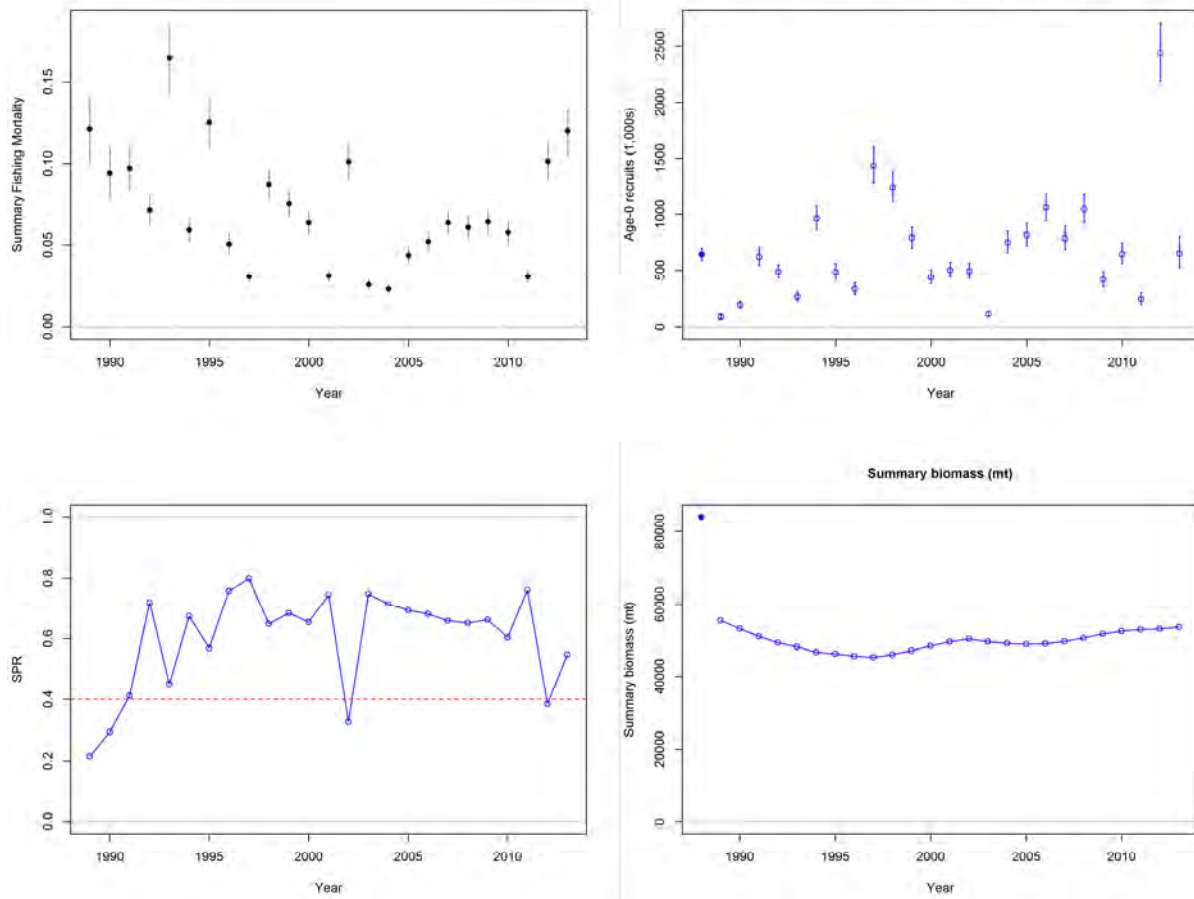 Summary Fishing Mortality
0.15
0.10
0.05
0.00
1990 1995 2000 2005 2010
Year
Age-0 recruits (1,000s)
2500
2000
1500
1000
500
0
1990 1995 2000 2005 2010
Year
SPR
1.0
0.8
0.6
0.4
0.2
0.0
1990 1995 2000 2005 2010
Year
Summary biomass (mt)
Summary biomass (mt)
80000
60000
40000
20000
0
1990 1995 2000 2005 2010
Year